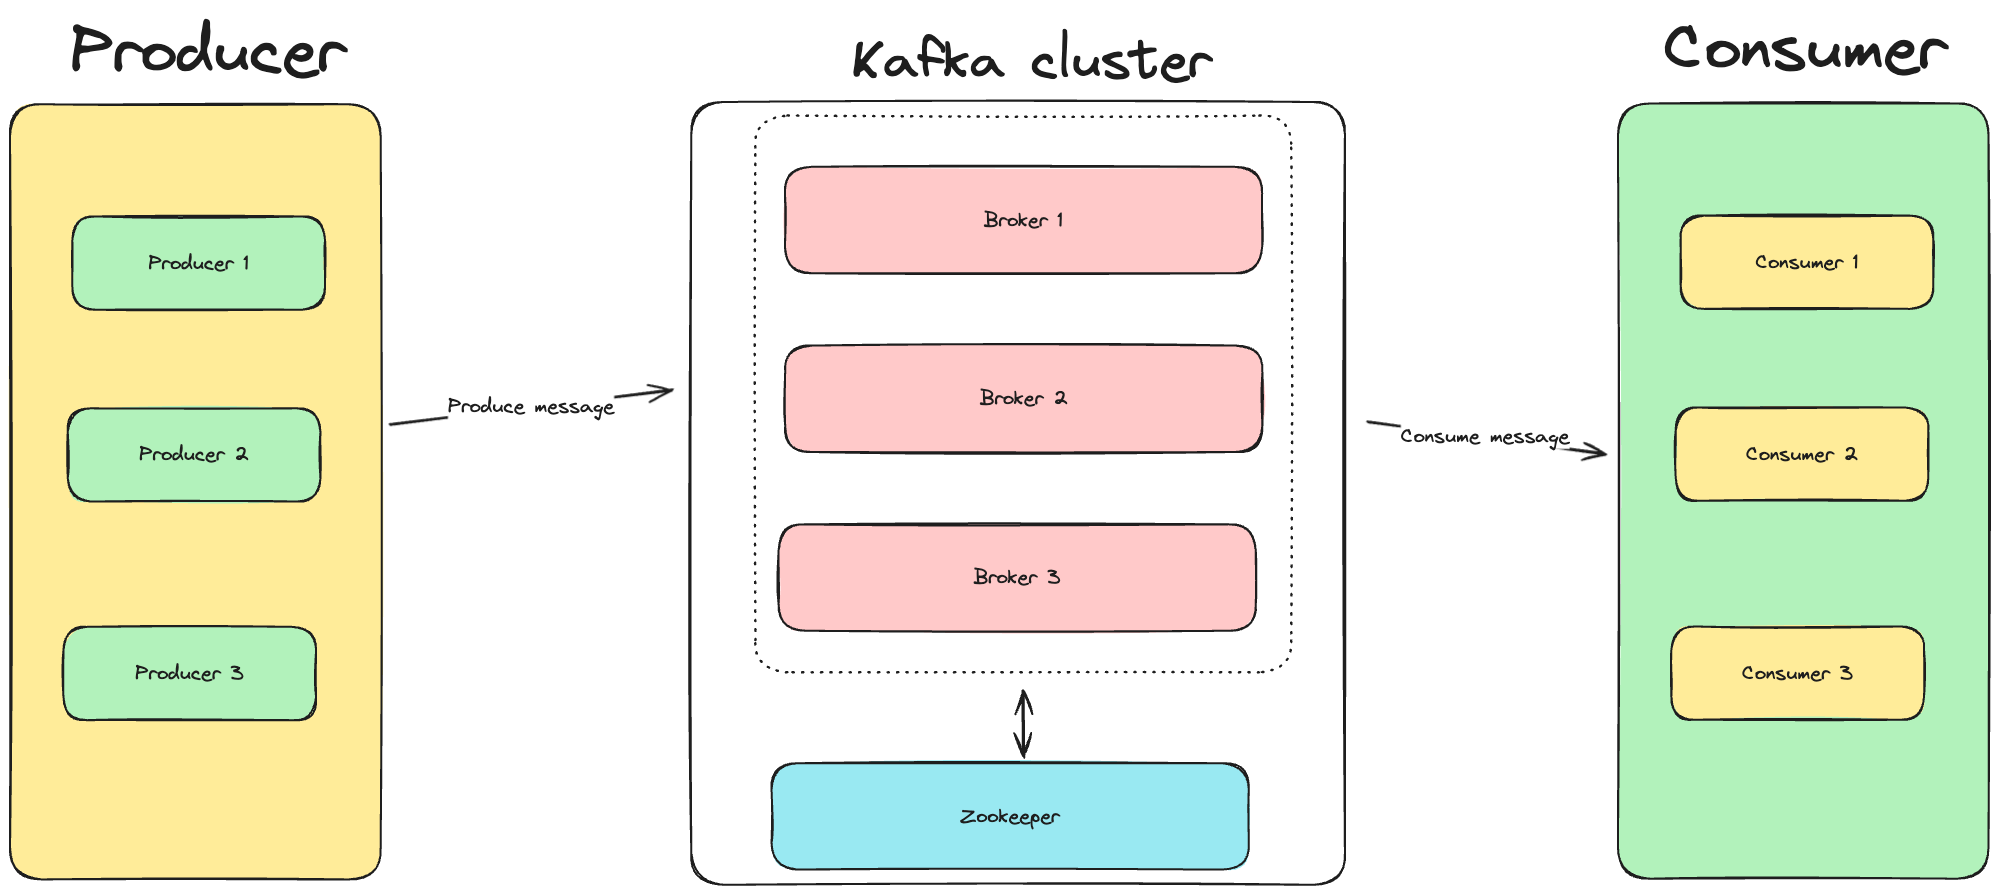 Producer
Kafka cluster
Consumer
Producer 1
Producer 2
Producer 3
Produce message
Broker 1
Broker 2
Broker 3
Zookeeper
Consume message
Consumer 1
Consumer 2
Consumer 3